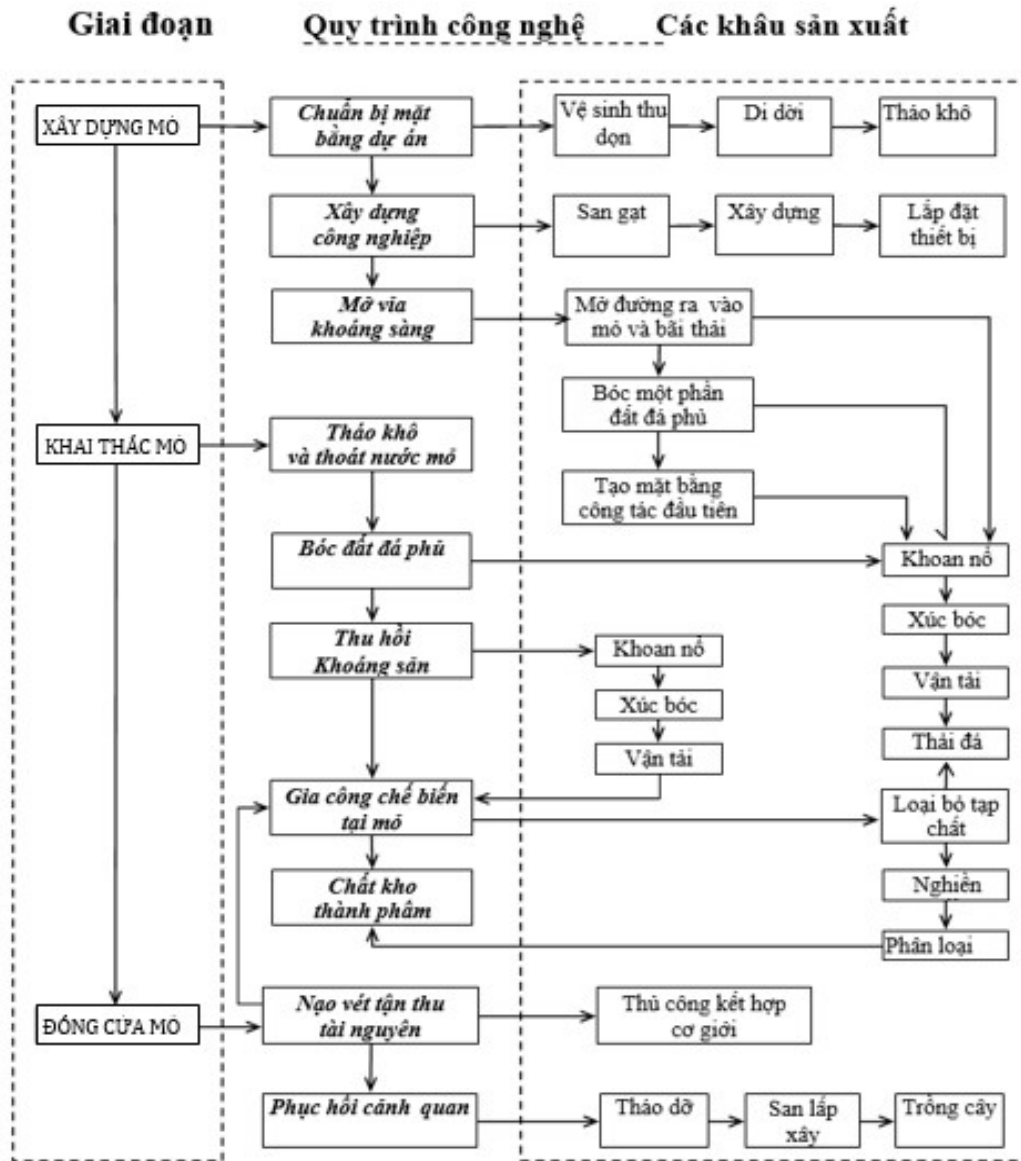 Giai đoạn
Quy trình công nghệ
Các khâu sản xuất
XÂY DỰNG MỎ
Chuẩn bị mặt
bằng dự án
Vệ sinh thu
dọn
Di dời
Tháo khô
Xây dựng
công nghiệp
San gạt
Xây dựng
Lắp đặt
thiết bị
Mở vỉa
khoáng sàng
Mở đường ra vào
mỏ và bãi thải
Bóc một phần
đất đá phủ
Tạo mặt bằng
công tác đầu tiên
KHAI THÁC MỎ
Tháo khô
và thoát nước mỏ
Bóc đất đá phủ
Khoan nổ
Xúc bóc
Vận tải
Thải đá
Thu hồi
Khoáng sản
Khoan nổ
Xúc bóc
Vận tải
Gia công chế biến
tại mỏ
Loại bỏ tạp
chất
Nghiền
Phân loại
Chất kho
thành phẩm
ĐÓNG CỬA MỎ
Nạo vét tận thu
tài nguyên
Thủ công kết hợp
cơ giới
Phục hồi cảnh quan
Tháo dỡ
San lấp
xây
Trồng cây